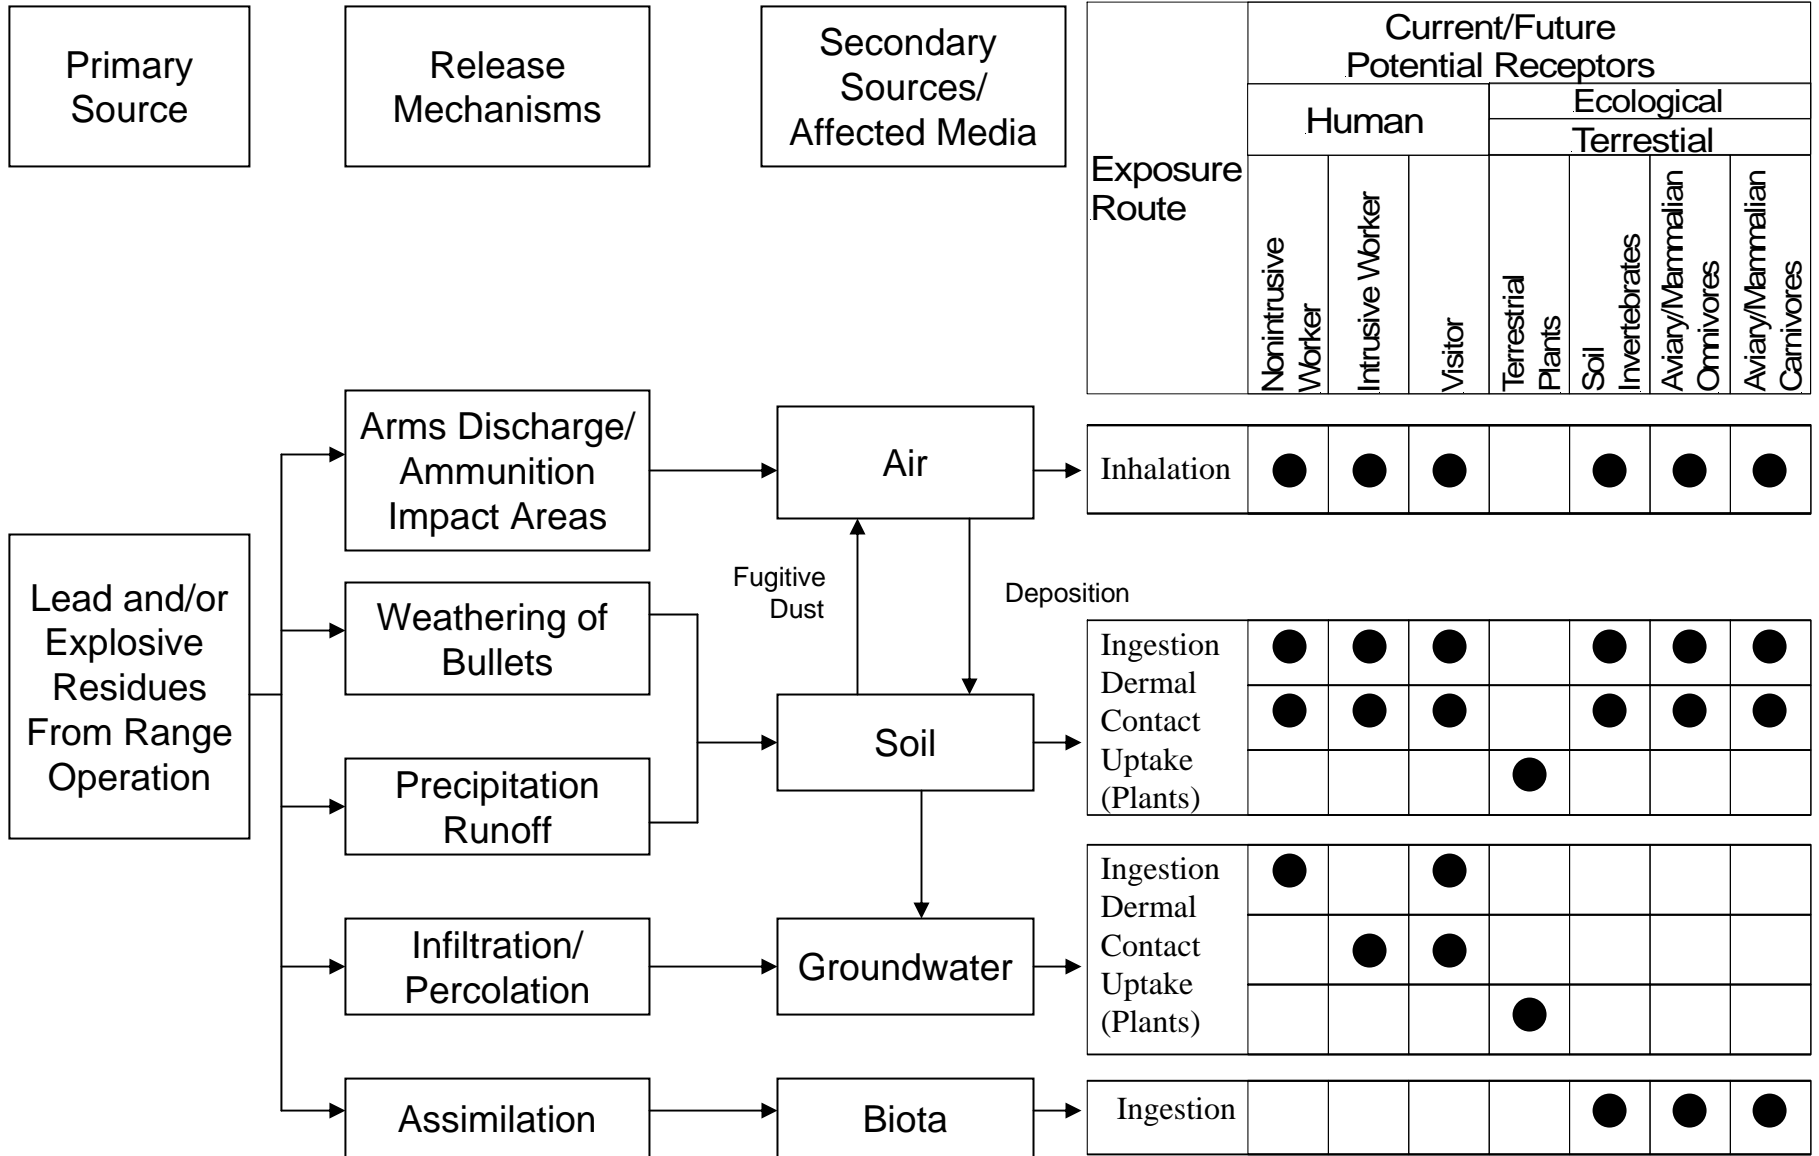 Primary
Source
Release
Mechanisms
Secondary
Sources/
Affected Media
Current/Future
Potential Receptors
Human
Ecological
Terrestial
Exposure
Route
Nonintrusive
Worker
Intrusive Worker
Visitor
Terrestrial
Plants
Soil
Invertebrates
Aviary/Mammalian
Omnivores
Aviary/Mammalian
Carnivores
Lead and/or
Explosive
Residues
From Range
Operation
Arms Discharge/
Ammunition
Impact Areas
Air
Inhalation
Fugitive
Dust
Deposition
Weathering of
Bullets
Precipitation
Runoff
Soil
Ingestion
Dermal
Contact
Uptake
(Plants)
Infiltration/
Percolation
Groundwater
Ingestion
Dermal
Contact
Uptake
(Plants)
Assimilation
Biota
Ingestion